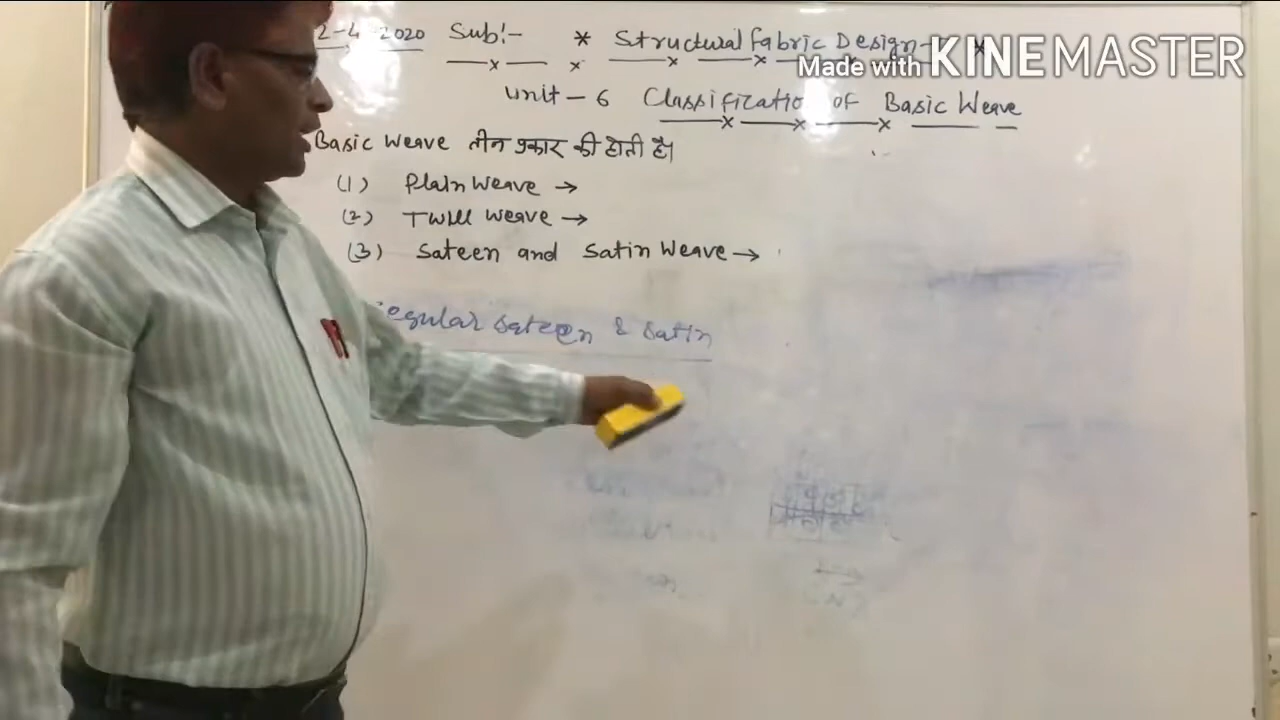 2-4-2020 Sub:- * Structural Fabric Design-
Made with KINEMASTER
Unit - 6 Classification of Basic Weave
Basic Weave तीन प्रकार की होती है।
(1) Plain Weave →
(2) Twill Weave →
(3) Sateen and Satin Weave →
egular Sateen & Satin